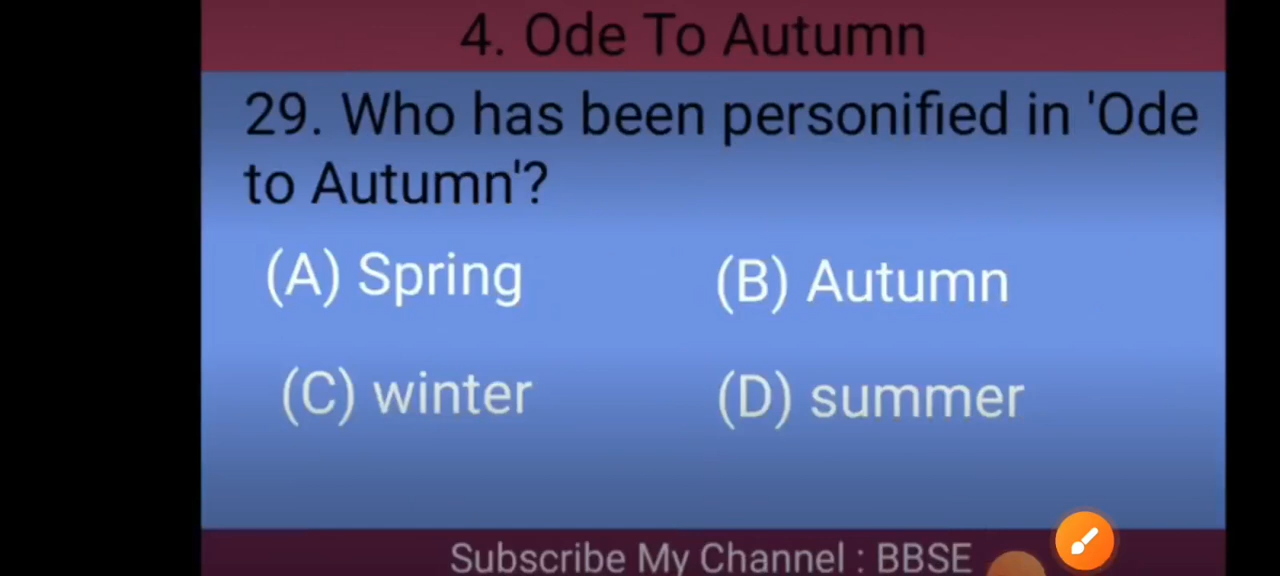 4. Ode To Autumn
29. Who has been personified in 'Ode
to Autumn'?
(A) Spring
(B) Autumn
(C) winter
(D) summer
Subscribe My Channel : BBSE